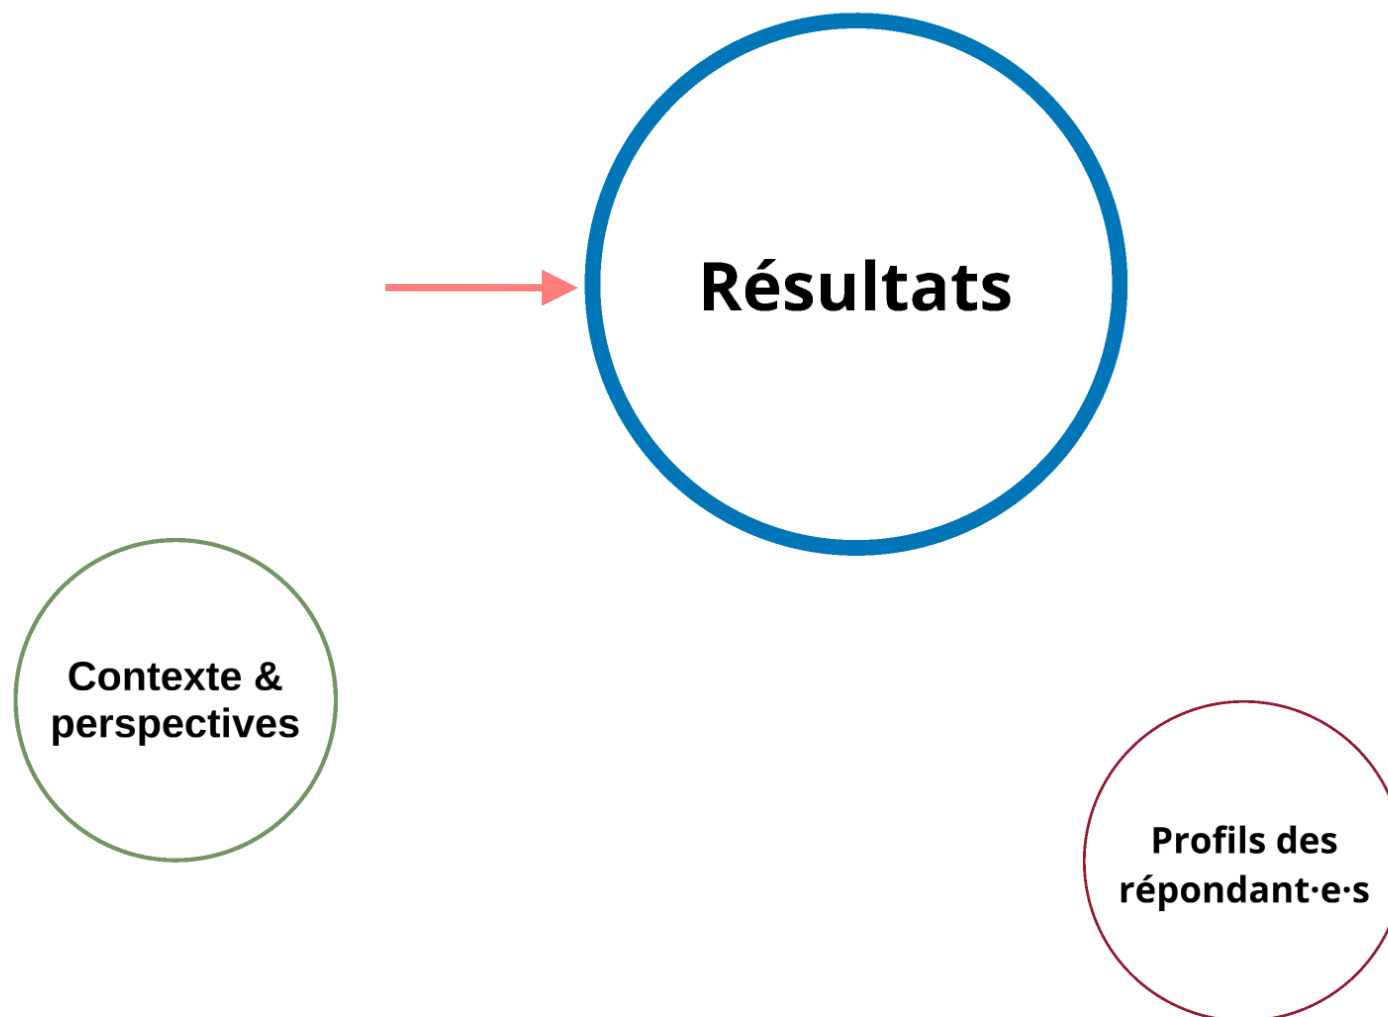 Résultats
Contexte &
perspectives
Profils des
répondant·e·s